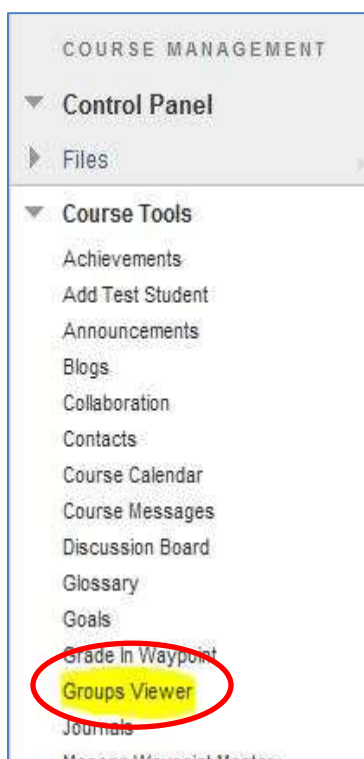 COURSE MANAGEMENT
Control Panel
Files
Course Tools
Achievements
Add Test Student
Announcements
Blogs
Collaboration
Contacts
Course Calendar
Course Messages
Discussion Board
Glossary
Goals
Grade In Waypoint
Groups Viewer
Journals